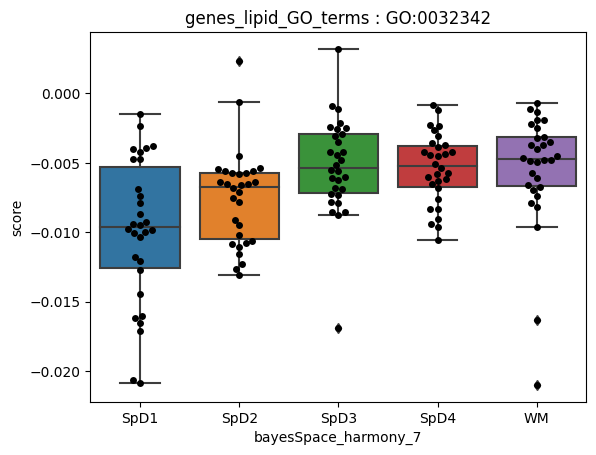 genes_lipid_GO_terms : GO:0032342
0.000
−0.005
−0.010
−0.015
−0.020
score
SpD1 SpD2 SpD3 SpD4 WM
bayesSpace_harmony_7